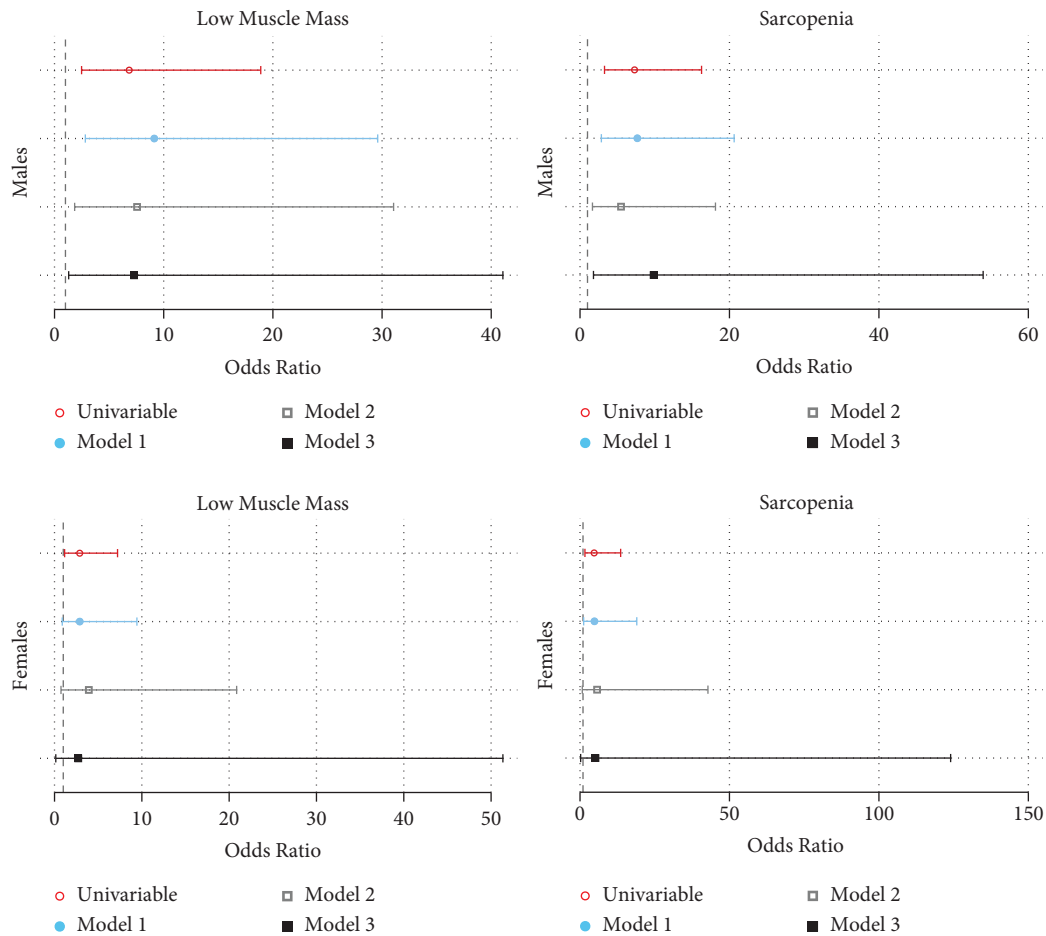 Low Muscle Mass
Males
0 10 20 30 40
Odds Ratio
Univariable Model 2
Model 1 Model 3
Sarcopenia
Males
0 20 40 60
Odds Ratio
Univariable Model 2
Model 1 Model 3
Low Muscle Mass
Females
0 10 20 30 40 50
Odds Ratio
Univariable Model 2
Model 1 Model 3
Sarcopenia
Females
0 50 100 150
Odds Ratio
Univariable Model 2
Model 1 Model 3